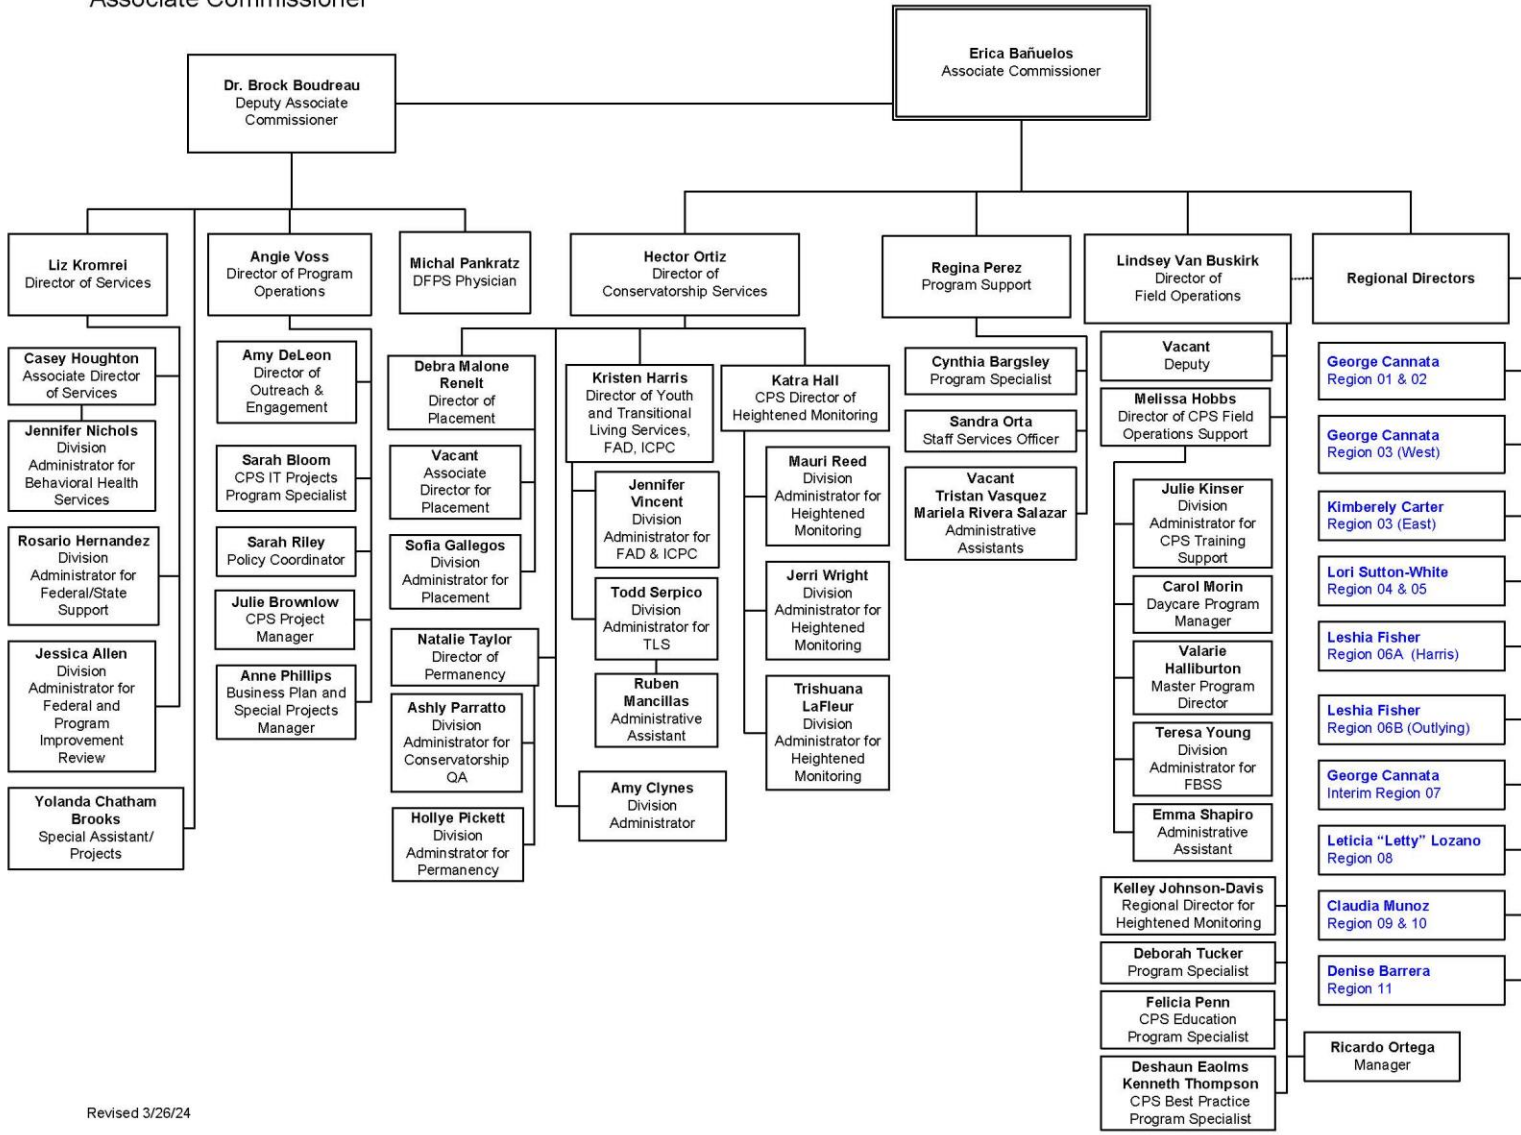 Associate Commissioner
Erica Bañuelos
Associate Commissioner
Dr. Brock Boudreau
Deputy Associate
Commissioner
Liz Kromrei
Director of Services
Angie Voss
Director of Program
Operations
Michal Pankratz
DFPS Physician
Hector Ortiz
Director of
Conservatorship Services
Regina Perez
Program Support
Lindsey Van Buskirk
Director of
Field Operations
Regional Directors
Casey Houghton
Associate Director
of Services
Jennifer Nichols
Division
Administrator for
Behavioral Health
Services
Rosario Hernandez
Division
Administrator for
Federal/State
Support
Jessica Allen
Division
Administrator for
Federal and
Program
Improvement
Review
Yolanda Chatham
Brooks
Special Assistant/
Projects
Amy DeLeon
Director of
Outreach &
Engagement
Sarah Bloom
CPS IT Projects
Program Specialist
Sarah Riley
Policy Coordinator
Julie Brownlow
CPS Project
Manager
Anne Phillips
Business Plan and
Special Projects
Manager
Debra Malone
Renelt
Director of
Placement
Vacant
Associate
Director for
Placement
Sofia Gallegos
Division
Administrator for
Placement
Natalie Taylor
Director of
Permanency
Ashly Parratto
Division
Administrator for
Conservatorship
QA
Hollye Pickett
Division
Adminstrator for
Permanency
Kristen Harris
Director of Youth
and Transitional
Living Services,
FAD, ICPC
Jennifer
Vincent
Division
Administrator for
FAD & ICPC
Todd Serpico
Division
Administrator for
TLS
Ruben
Mancillas
Administrative
Assistant
Amy Clynes
Division
Administrator
Katra Hall
CPS Director of
Heightened Monitoring
Mauri Reed
Division
Administrator for
Heightened
Monitoring
Jerri Wright
Division
Administrator for
Heightened
Monitoring
Trishuana
LaFleur
Division
Administrator for
Heightened
Monitoring
Cynthia Bargsley
Program Specialist
Sandra Orta
Staff Services Officer
Vacant
Tristan Vasquez
Mariela Rivera Salazar
Administrative
Assistants
Vacant
Deputy
Melissa Hobbs
Director of CPS Field
Operations Support
Julie Kinser
Division
Administrator for
CPS Training
Support
Carol Morin
Daycare Program
Manager
Valarie
Halliburton
Master Program
Director
Teresa Young
Division
Administrator for
FBSS
Emma Shapiro
Administrative
Assistant
Kelley Johnson-Davis
Regional Director for
Heightened Monitoring
Deborah Tucker
Program Specialist
Felicia Penn
CPS Education
Program Specialist
Deshaun Eaolms
Kenneth Thompson
CPS Best Practice
Program Specialist
George Cannata
Region 01 & 02
George Cannata
Region 03 (West)
Kimberely Carter
Region 03 (East)
Lori Sutton-White
Region 04 & 05
Leshia Fisher
Region 06A (Harris)
Leshia Fisher
Region 06B (Outlying)
George Cannata
Interim Region 07
Leticia “Letty” Lozano
Region 08
Claudia Munoz
Region 09 & 10
Denise Barrera
Region 11
Ricardo Ortega
Manager
Revised 3/26/24